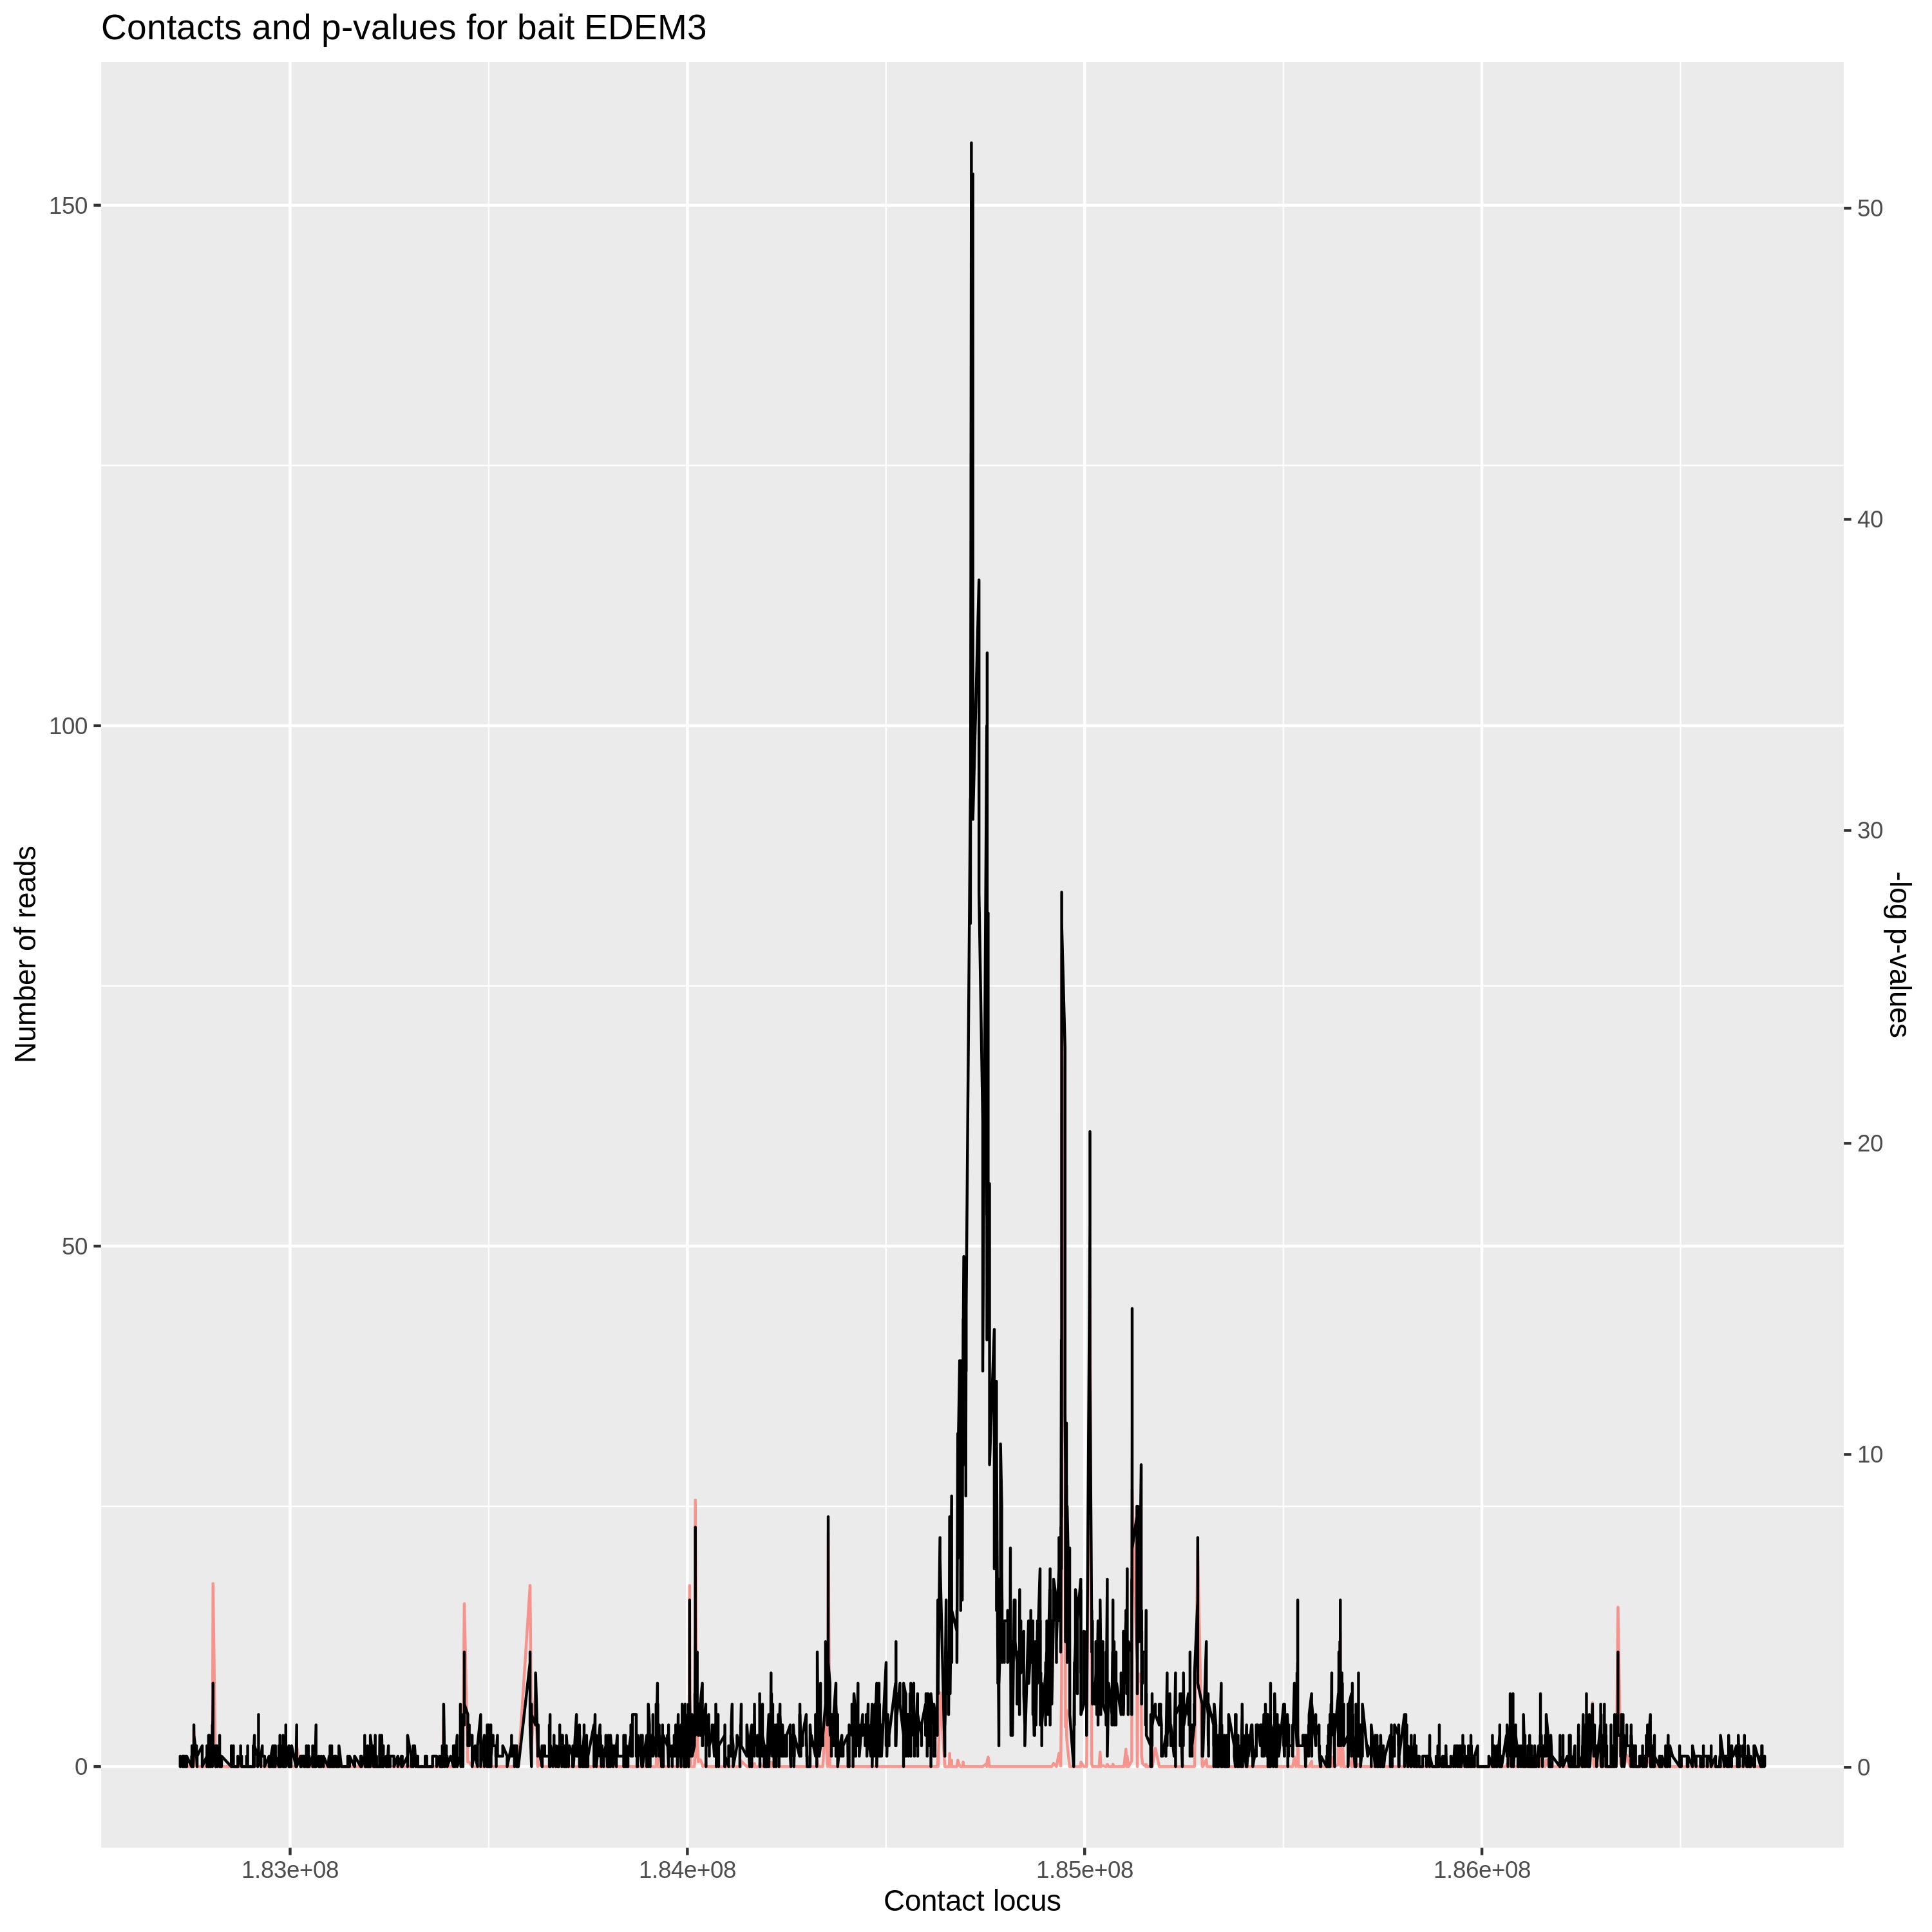 Contacts and p-values for bait EDEM3
150
100
50
0
Number of reads
50
40
30
20
10
0
-log p-values
1.83e+08
1.84e+08
1.85e+08
1.86e+08
Contact locus